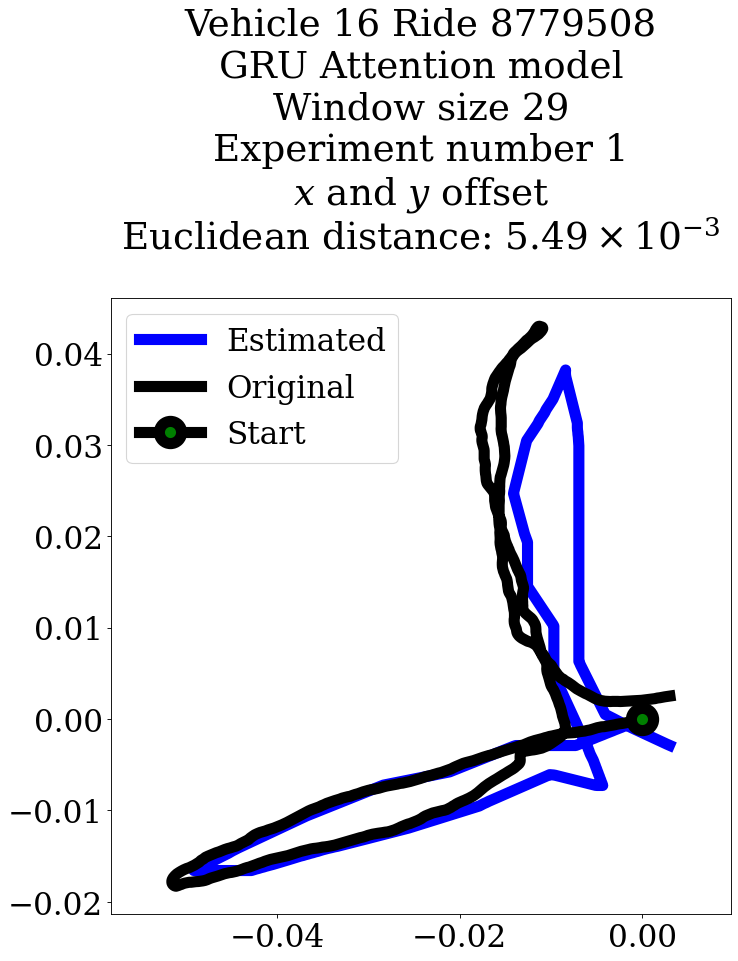 Vehicle 16 Ride 8779508
GRU Attention model
Window size 29
Experiment number 1
x and y offset
Euclidean distance: 5.49 × 10⁻³
Estimated
Original
Start
0.04
0.03
0.02
0.01
0.00
−0.01
−0.02
−0.04 −0.02 0.00